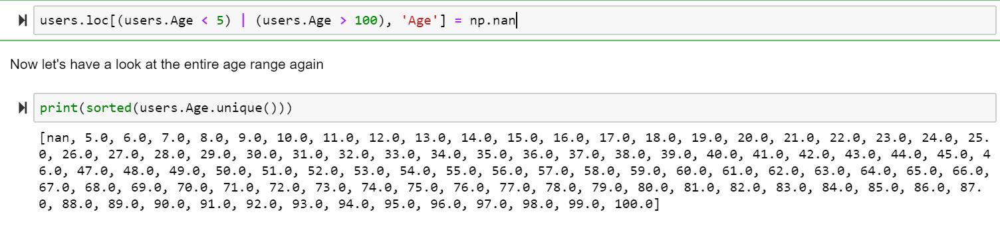 users.loc[(users.Age < 5) | (users.Age > 100), 'Age'] = np.nan
Now let's have a look at the entire age range again
print(sorted(users.Age.unique()))
[nan, 5.0, 6.0, 7.0, 8.0, 9.0, 10.0, 11.0, 12.0, 13.0, 14.0, 15.0, 16.0, 17.0, 18.0, 19.0, 20.0, 21.0, 22.0, 23.0, 24.0, 25.
0, 26.0, 27.0, 28.0, 29.0, 30.0, 31.0, 32.0, 33.0, 34.0, 35.0, 36.0, 37.0, 38.0, 39.0, 40.0, 41.0, 42.0, 43.0, 44.0, 45.0, 4
6.0, 47.0, 48.0, 49.0, 50.0, 51.0, 52.0, 53.0, 54.0, 55.0, 56.0, 57.0, 58.0, 59.0, 60.0, 61.0, 62.0, 63.0, 64.0, 65.0, 66.0,
67.0, 68.0, 69.0, 70.0, 71.0, 72.0, 73.0, 74.0, 75.0, 76.0, 77.0, 78.0, 79.0, 80.0, 81.0, 82.0, 83.0, 84.0, 85.0, 86.0, 87.
0, 88.0, 89.0, 90.0, 91.0, 92.0, 93.0, 94.0, 95.0, 96.0, 97.0, 98.0, 99.0, 100.0]